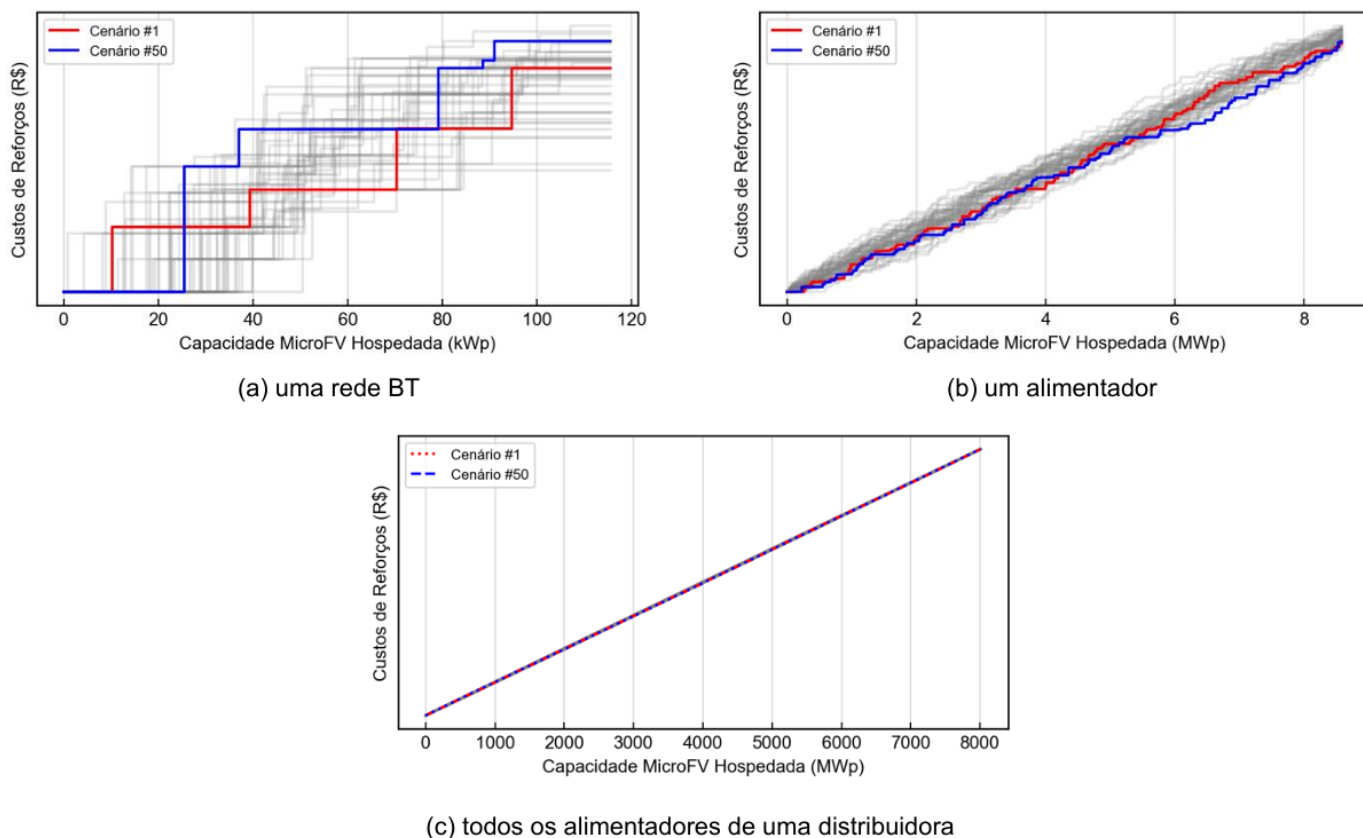 Cenário #1
Cenário #50
Custos de Reforços (R$)
0 20 40 60 80 100 120
Capacidade MicroFV Hospedada (kWp)
(a) uma rede BT
Cenário #1
Cenário #50
Custos de Reforços (R$)
0 2 4 6 8
Capacidade MicroFV Hospedada (MWp)
(b) um alimentador
Cenário #1
Cenário #50
Custos de Reforços (R$)
0 1000 2000 3000 4000 5000 6000 7000 8000
Capacidade MicroFV Hospedada (MWp)
(c) todos os alimentadores de uma distribuidora